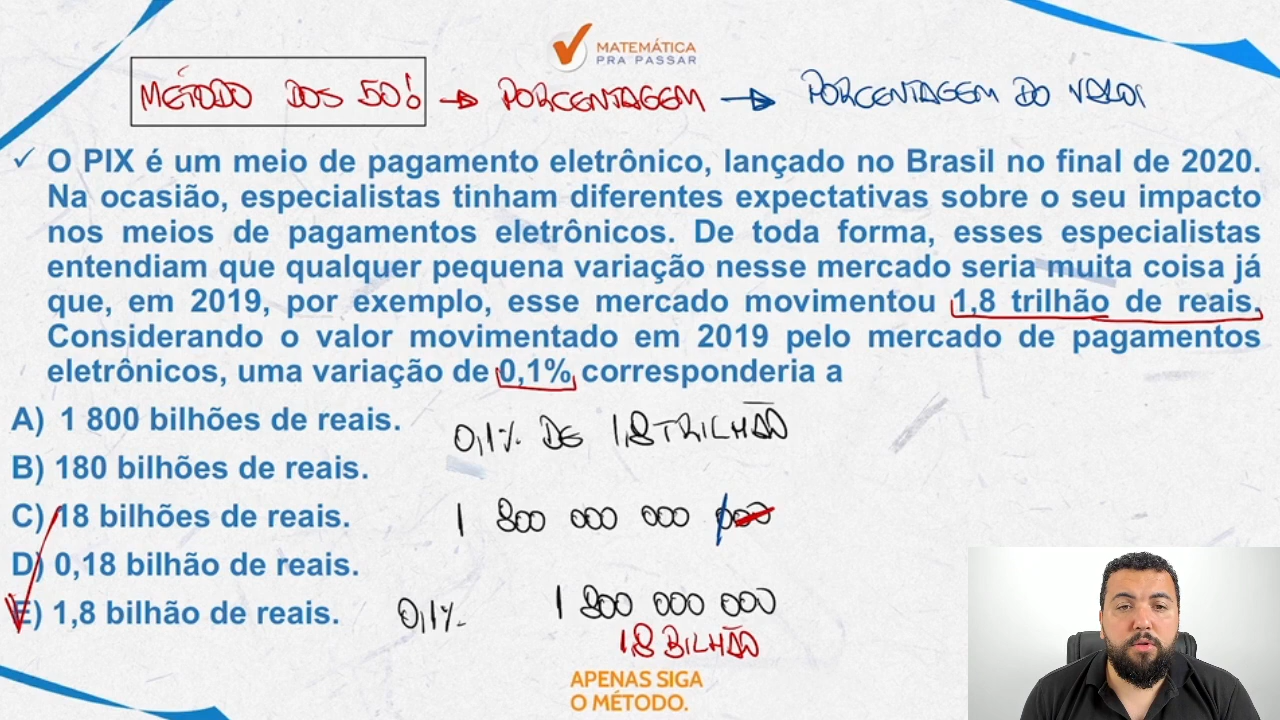 MATEMÁTICA
PRA PASSAR
MÉTODO DOS 50! → PORCENTAGEM → PORCENTAGEM DO VALOR
✓ O PIX é um meio de pagamento eletrônico, lançado no Brasil no final de 2020.
Na ocasião, especialistas tinham diferentes expectativas sobre o seu impacto
nos meios de pagamentos eletrônicos. De toda forma, esses especialistas
entendiam que qualquer pequena variação nesse mercado seria muita coisa já
que, em 2019, por exemplo, esse mercado movimentou 1,8 trilhão de reais.
Considerando o valor movimentado em 2019 pelo mercado de pagamentos
eletrônicos, uma variação de 0,1% corresponderia a
A) 1 800 bilhões de reais.
B) 180 bilhões de reais.
C) 18 bilhões de reais.
D) 0,18 bilhão de reais.
E) 1,8 bilhão de reais.
0,1% DE 1,8 TRILHÃO
1 800 000 000 000
0,1% 1 800 000 000
1,8 BILHÃO
APENAS SIGA
O MÉTODO.